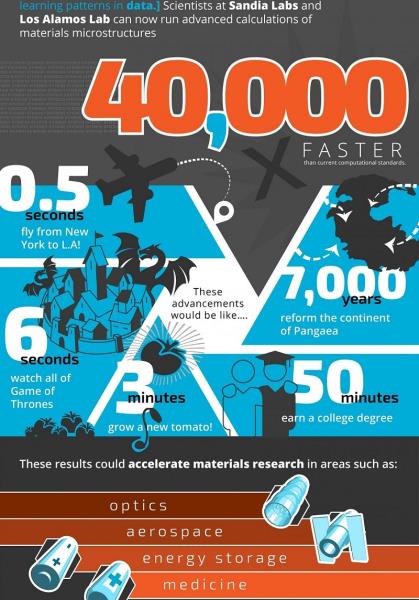 learning patterns in data.] Scientists at Sandia Labs and
Los Alamos Lab can now run advanced calculations of
materials microstructures
40,000 X
FASTER
than current computational standards.
0.5
seconds
fly from New
York to L.A!
These
advancements
would be like....
7,000
years
reform the continent
of Pangaea
6
seconds
watch all of
Game of
Thrones
3
minutes
grow a new tomato!
50
minutes
earn a college degree
These results could accelerate materials research in areas such as:
optics
aerospace
energy storage
medicine